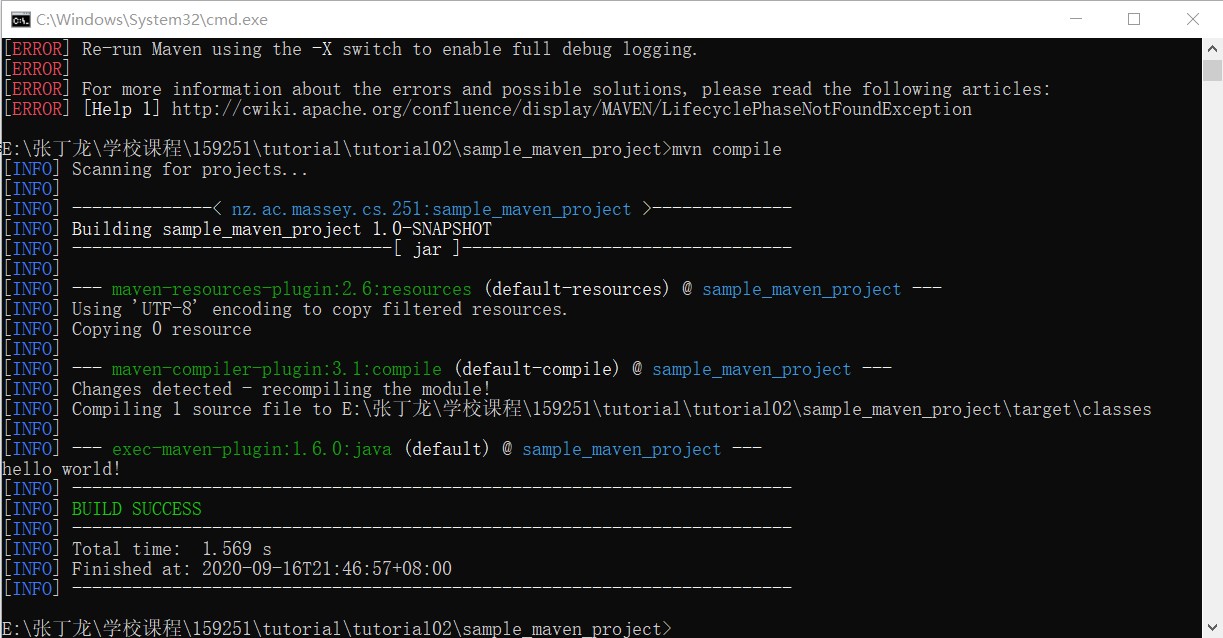 C:\Windows\System32\cmd.exe
[ERROR] Re-run Maven using the -X switch to enable full debug logging.
[ERROR]
[ERROR] For more information about the errors and possible solutions, please read the following articles:
[ERROR] [Help 1] http://cwiki.apache.org/confluence/display/MAVEN/LifecyclePhaseNotFoundException
E:\张丁龙\学校课程\159251\tutorial\tutorial02\sample_maven_project>mvn compile
[INFO] Scanning for projects...
[INFO]
[INFO] --------------< nz.ac.massey.cs.251:sample_maven_project >--------------
[INFO] Building sample_maven_project 1.0-SNAPSHOT
[INFO] --------------------------------[ jar ]---------------------------------
[INFO]
[INFO] --- maven-resources-plugin:2.6:resources (default-resources) @ sample_maven_project ---
[INFO] Using 'UTF-8' encoding to copy filtered resources.
[INFO] Copying 0 resource
[INFO]
[INFO] --- maven-compiler-plugin:3.1:compile (default-compile) @ sample_maven_project ---
[INFO] Changes detected - recompiling the module!
[INFO] Compiling 1 source file to E:\张丁龙\学校课程\159251\tutorial\tutorial02\sample_maven_project\target\classes
[INFO]
[INFO] --- exec-maven-plugin:1.6.0:java (default) @ sample_maven_project ---
hello world!
[INFO] ------------------------------------------------------------------------
[INFO] BUILD SUCCESS
[INFO] ------------------------------------------------------------------------
[INFO] Total time:  1.569 s
[INFO] Finished at: 2020-09-16T21:46:57+08:00
[INFO] ------------------------------------------------------------------------
E:\张丁龙\学校课程\159251\tutorial\tutorial02\sample_maven_project>